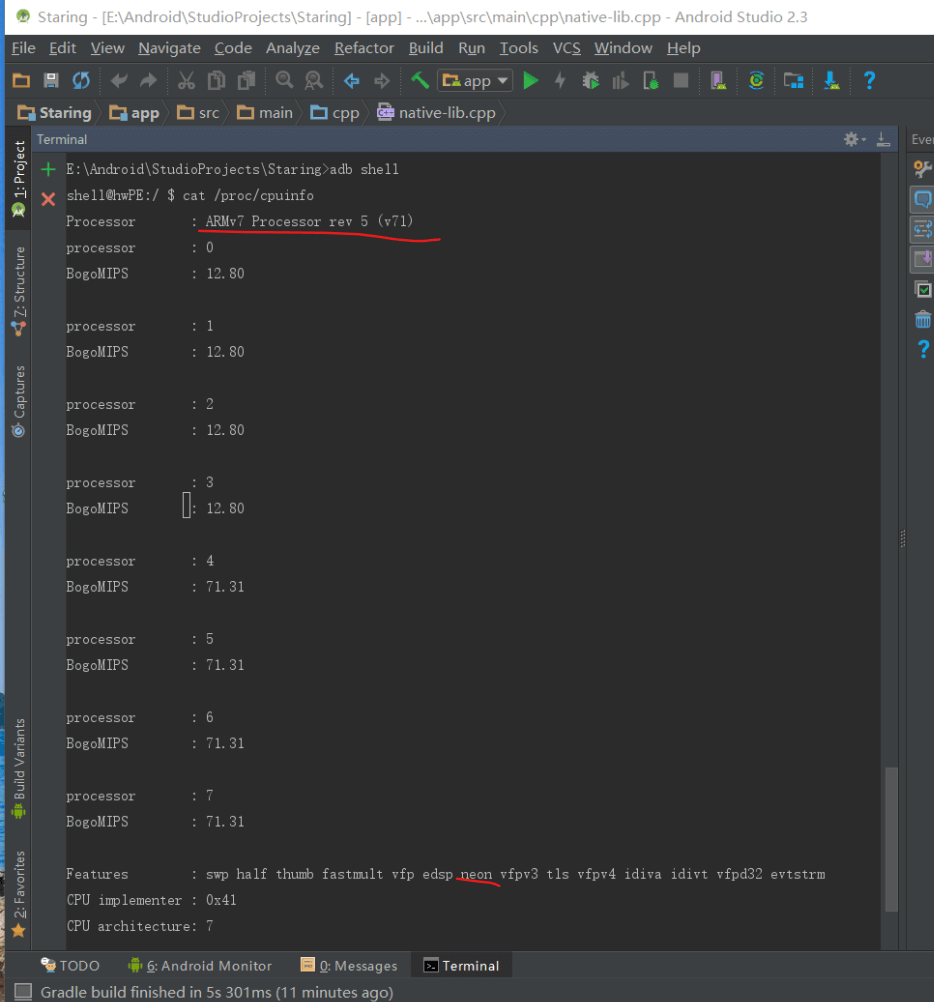 Staring - [E:\Android\StudioProjects\Staring] - [app] - ...\app\src\main\cpp\native-lib.cpp - Android Studio 2.3
File Edit View Navigate Code Analyze Refactor Build Run Tools VCS Window Help
app
Staring app src main cpp native-lib.cpp
Terminal
Ever
1: Project
7: Structure
Captures
Build Variants
2: Favorites
E:\Android\StudioProjects\Staring>adb shell
shell@hwPE:/ $ cat /proc/cpuinfo
Processor : ARMv7 Processor rev 5 (v7l)
processor : 0
BogoMIPS : 12.80
processor : 1
BogoMIPS : 12.80
processor : 2
BogoMIPS : 12.80
processor : 3
BogoMIPS : 12.80
processor : 4
BogoMIPS : 71.31
processor : 5
BogoMIPS : 71.31
processor : 6
BogoMIPS : 71.31
processor : 7
BogoMIPS : 71.31
Features : swp half thumb fastmult vfp edsp neon vfpv3 tls vfpv4 idiva idivt vfpd32 evtstrm
CPU implementer : 0x41
CPU architecture: 7
TODO 6: Android Monitor 0: Messages Terminal
Gradle build finished in 5s 301ms (11 minutes ago)